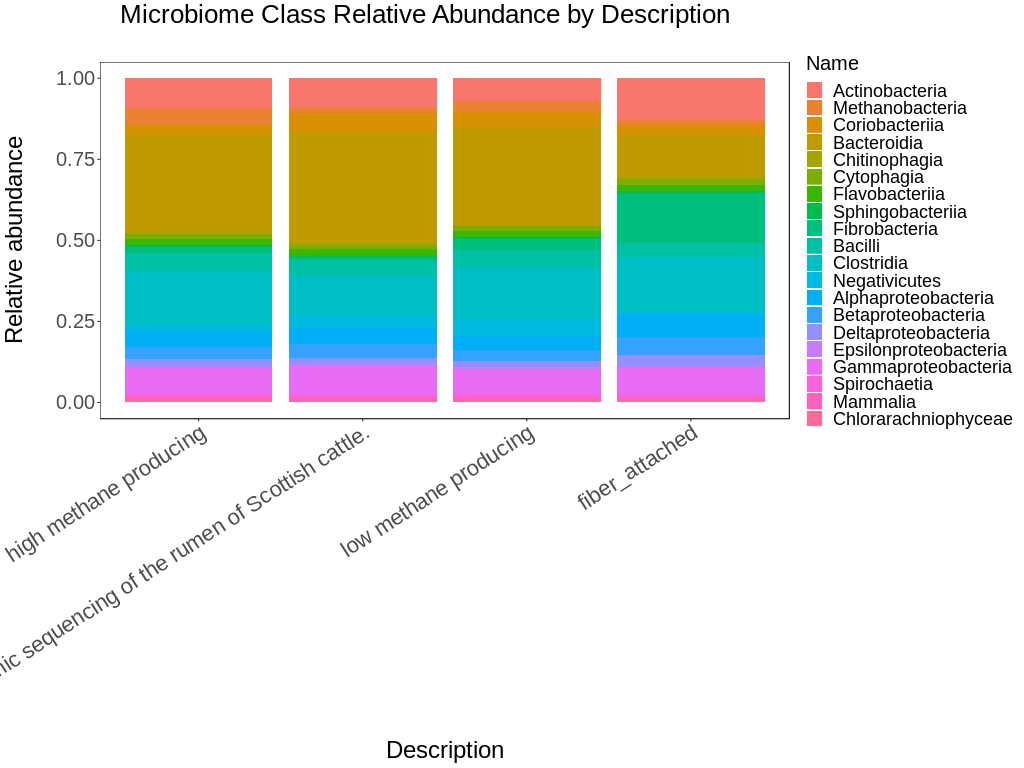 Microbiome Class Relative Abundance by Description
Relative abundance
1.00
0.75
0.50
0.25
0.00
high methane producing
sequencing of the rumen of Scottish cattle.
low methane producing
fiber_attached
Description
Name
Actinobacteria
Methanobacteria
Coriobacteriia
Bacteroidia
Chitinophagia
Cytophagia
Flavobacteriia
Sphingobacteriia
Fibrobacteria
Bacilli
Clostridia
Negativicutes
Alphaproteobacteria
Betaproteobacteria
Deltaproteobacteria
Epsilonproteobacteria
Gammaproteobacteria
Spirochaetia
Mammalia
Chlorarachniophyceae